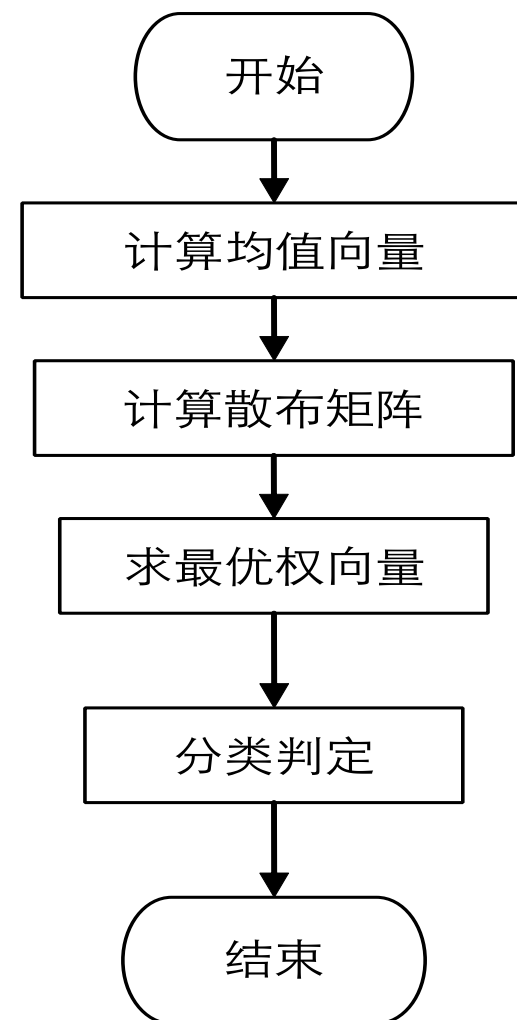 开始
计算均值向量
计算散布矩阵
求最优权向量
分类判定
结束